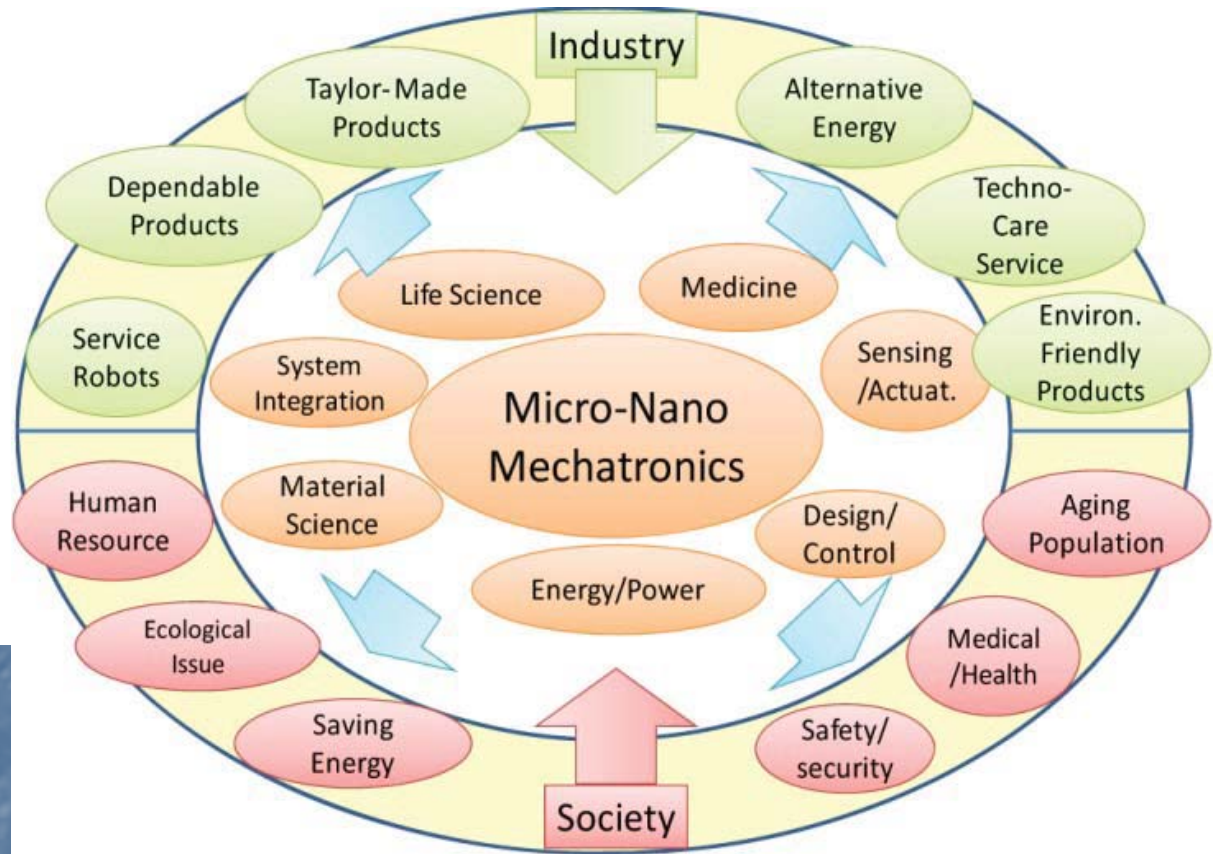 Industry
Taylor-Made
Products
Alternative
Energy
Dependable
Products
Techno-
Care
Service
Life Science
Medicine
Service
Robots
System
Integration
Sensing
/Actuat.
Environ.
Friendly
Products
Micro-Nano
Mechatronics
Human
Resource
Material
Science
Design/
Control
Aging
Population
Energy/Power
Ecological
Issue
Medical
/Health
Saving
Energy
Safety/
security
Society